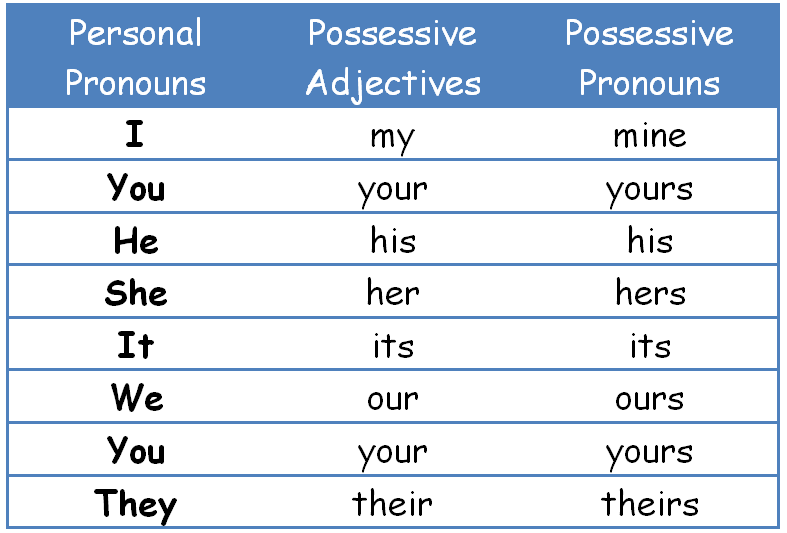 Personal Pronouns Possessive Adjectives Possessive Pronouns
I my mine
You your yours
He his his
She her hers
It its its
We our ours
You your yours
They their theirs